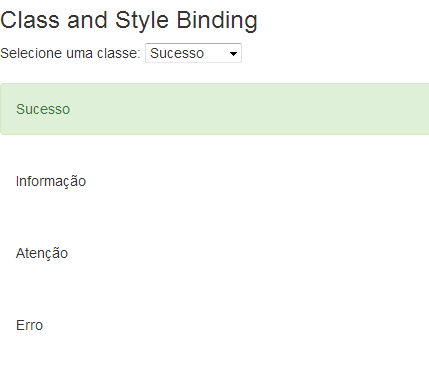 Class and Style Binding
Selecione uma classe: Sucesso
Sucesso
Informação
Atenção
Erro